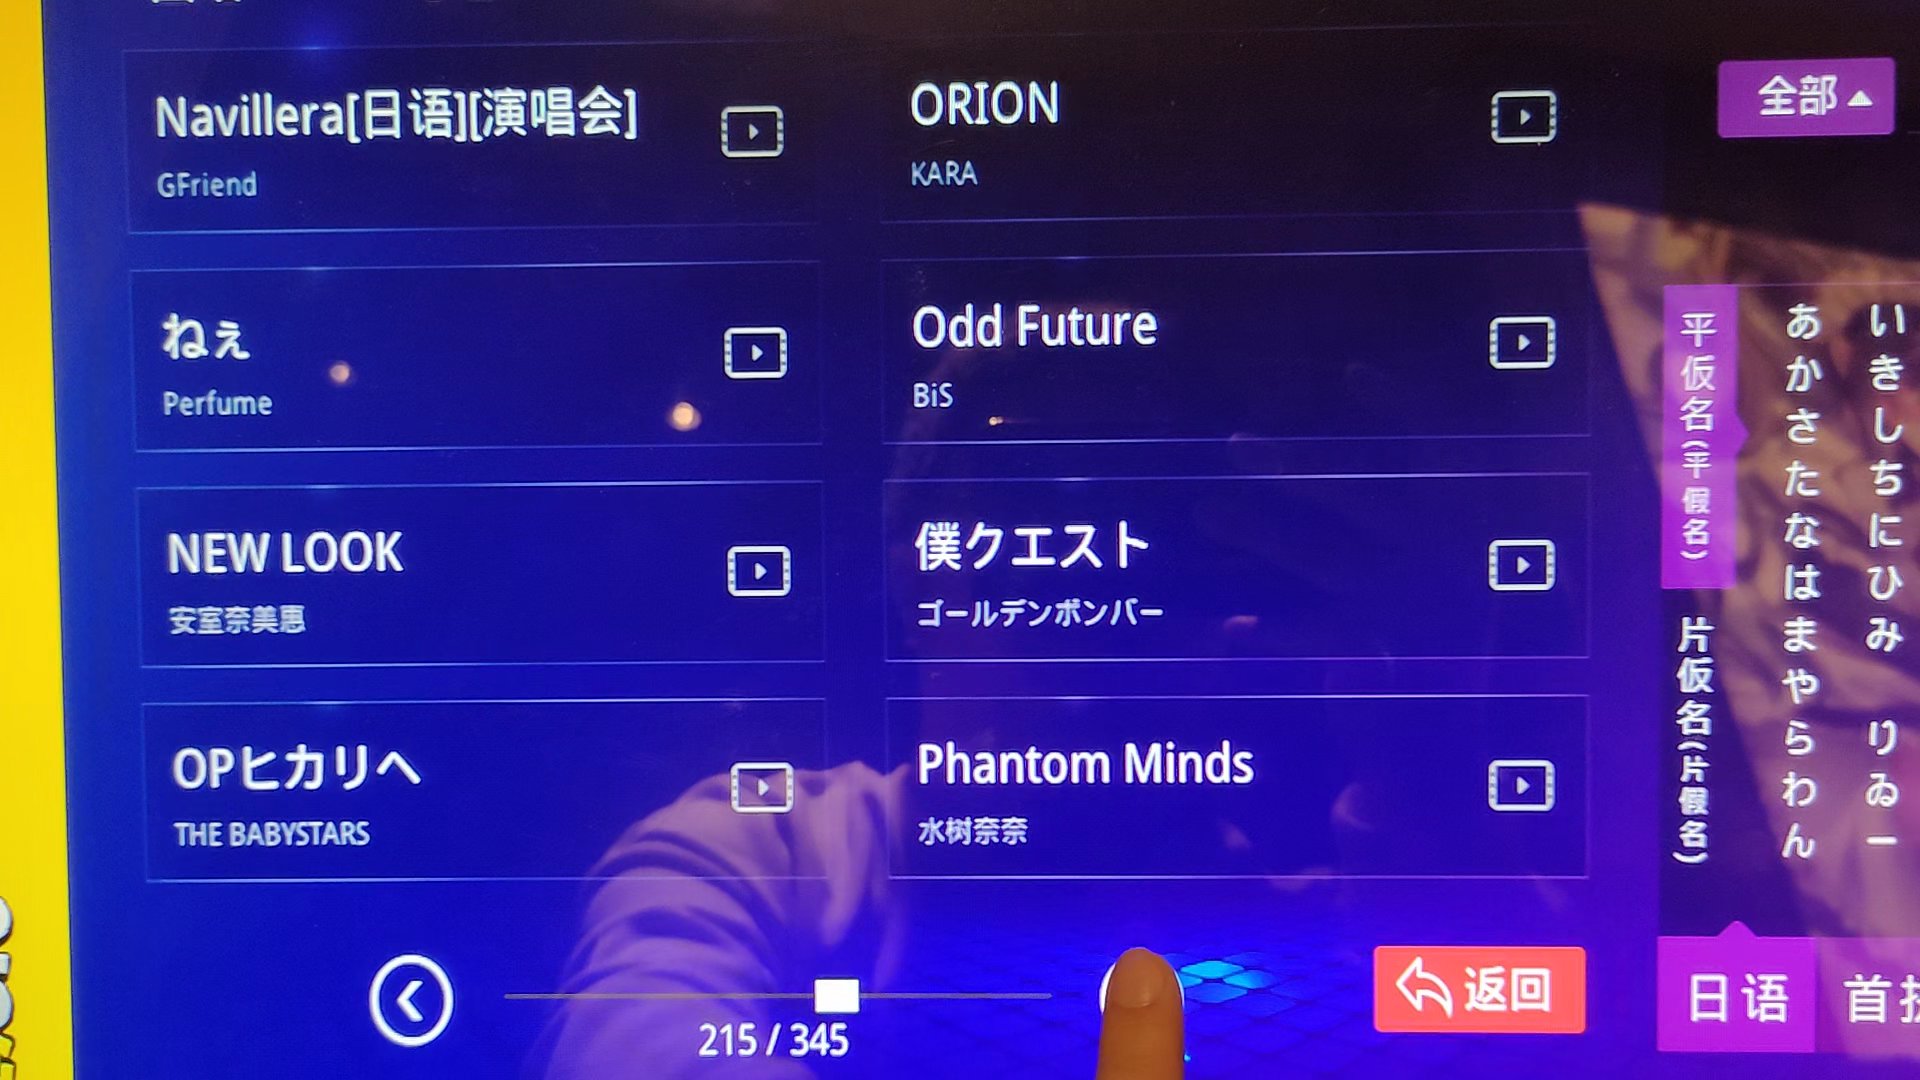 Navillera[日语][演唱会]
GFriend
ORION
KARA
全部
ねぇ
Perfume
Odd Future
BiS
NEW LOOK
安室奈美恵
僕クエスト
ゴールデンボンバー
OPヒカリへ
THE BABYSTARS
Phantom Minds
水树奈奈
平仮名(平假名)
片仮名(片假名)
あかさたなはまやらわん
いきしちにひみ りゐー
215 / 345
返回
日语
首